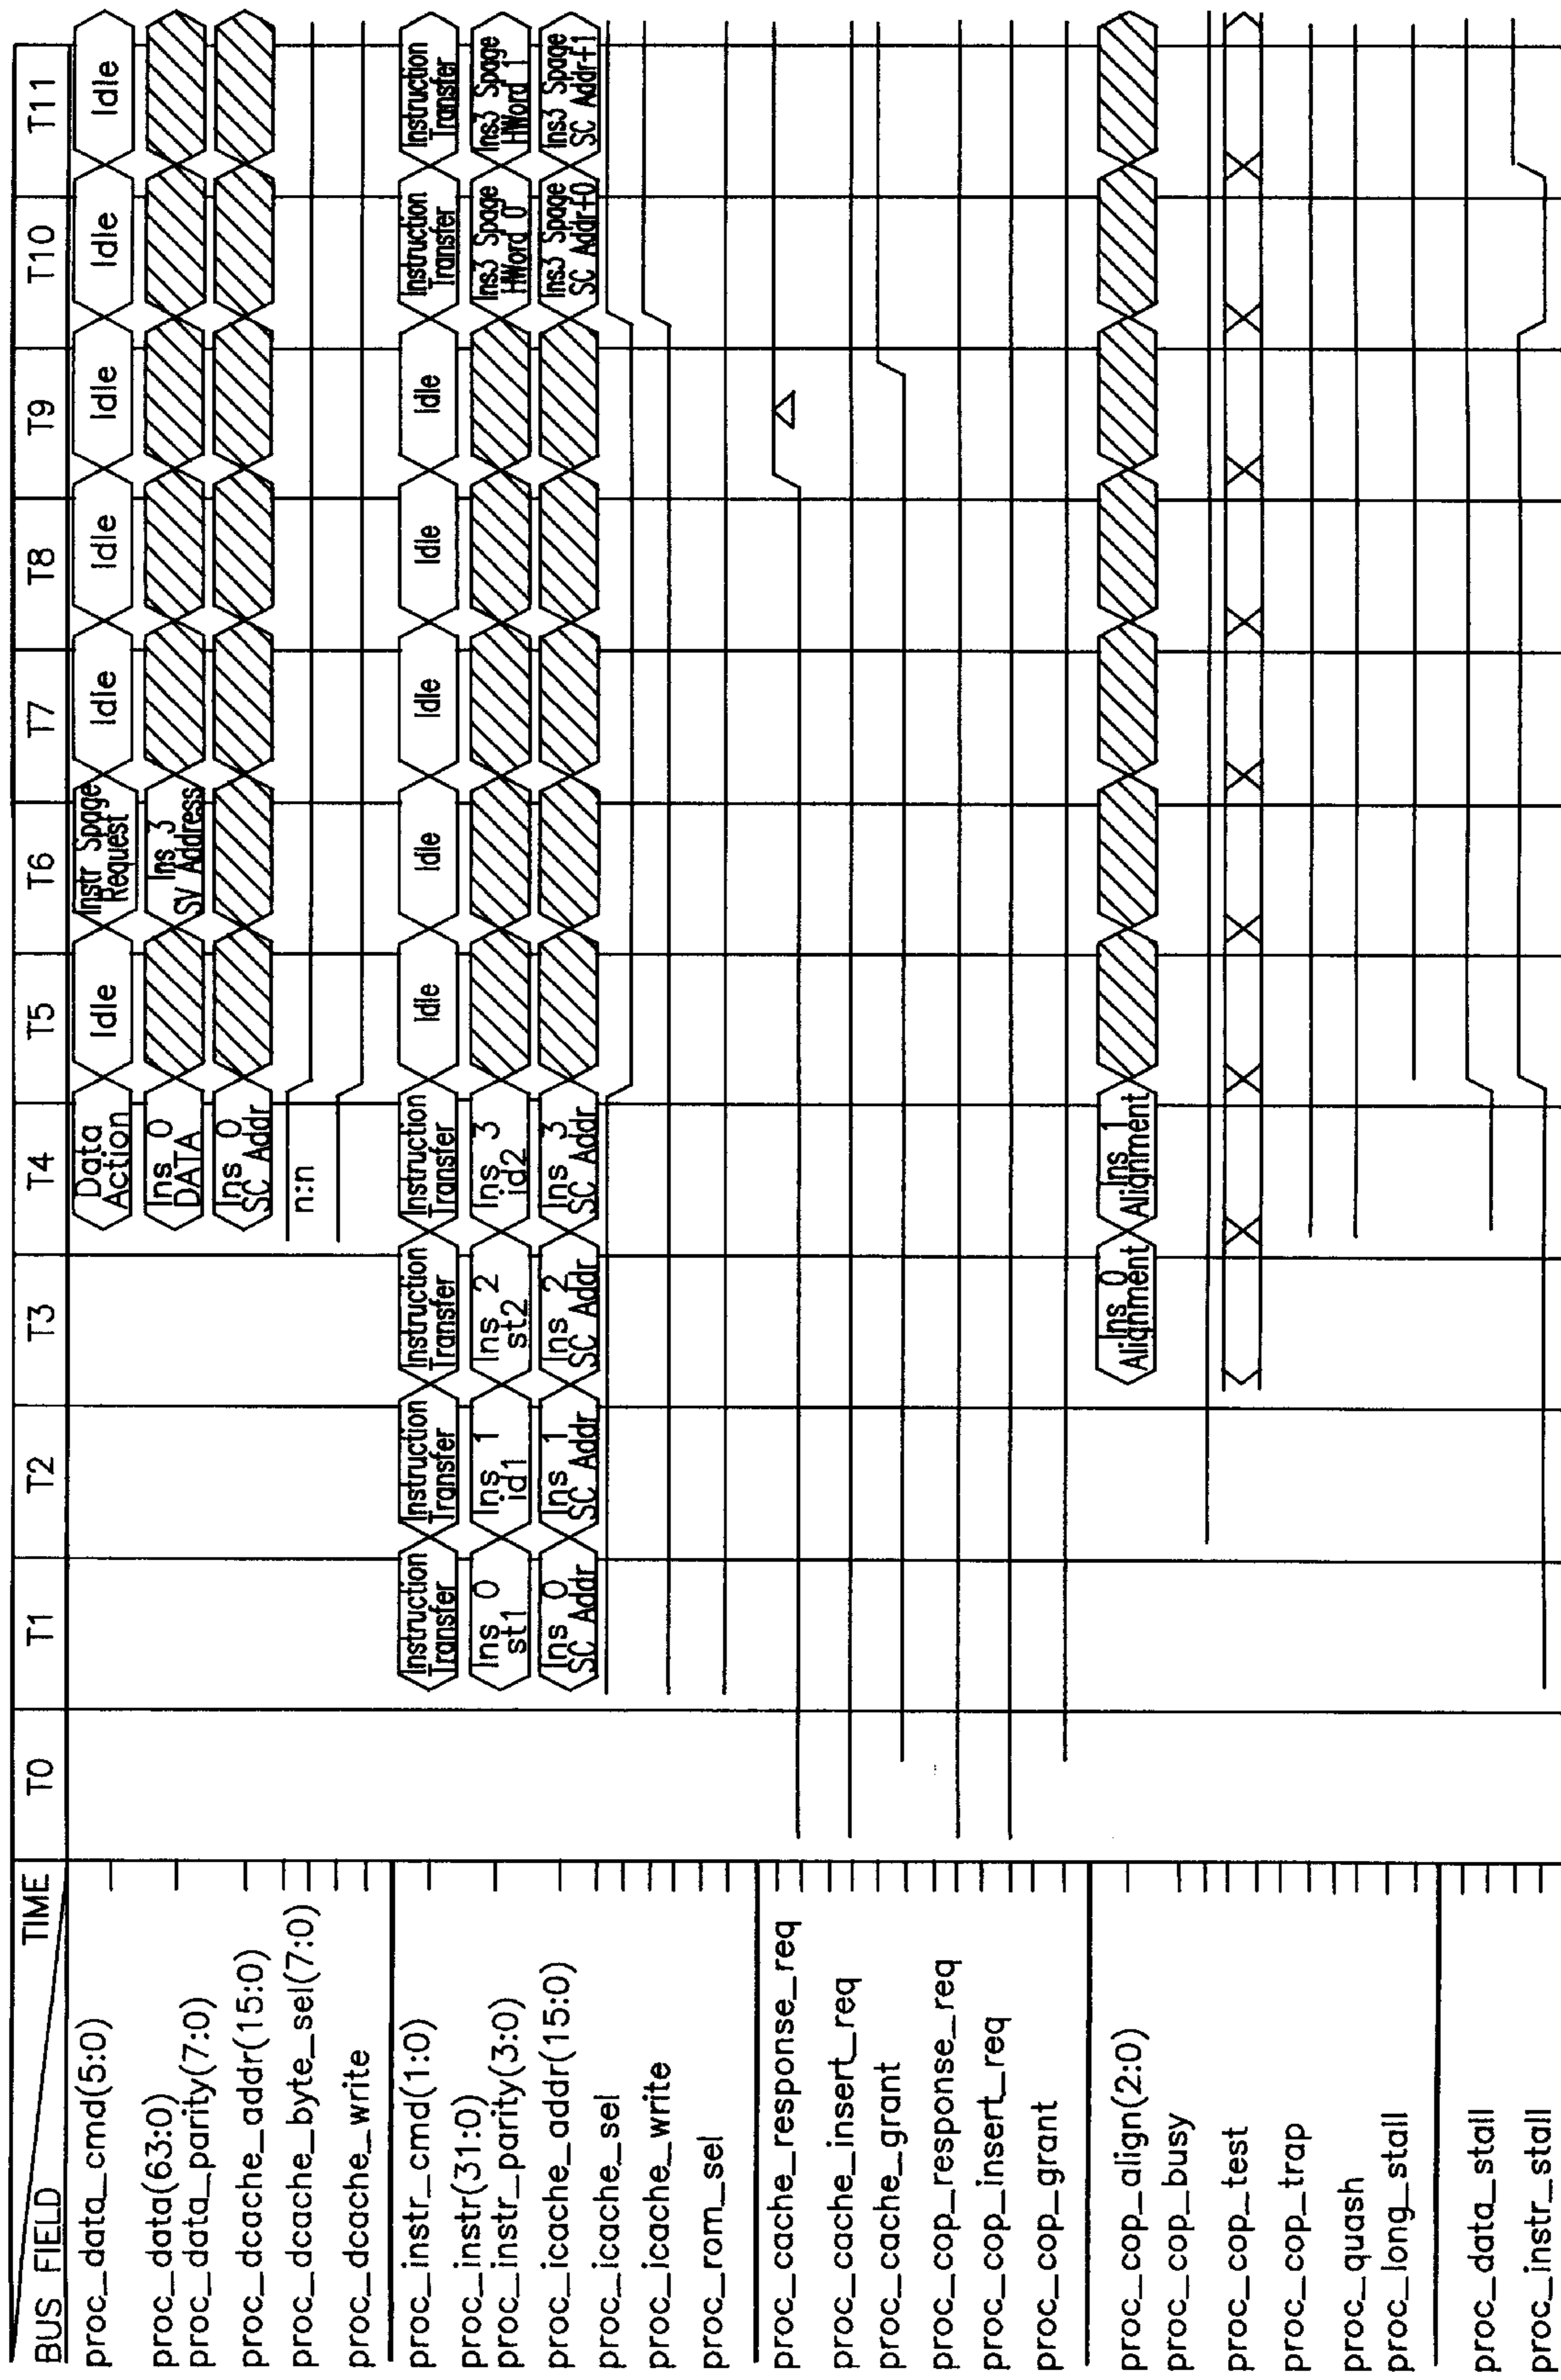 BUS FIELD TIME T0 T1 T2 T3 T4 T5 T6 T7 T8 T9 T10 T11
proc_data_cmd(5:0) Data Action Idle Instr Spage Request Idle Idle Idle Idle Idle
proc_data(63:0) Ins 0 DATA Ins 3 SV Address
proc_data_parity(7:0)
proc_dcache_addr(15:0) Ins 0 SC Addr
proc_dcache_byte_sel(7:0) n:n
proc_dcache_write
proc_instr_cmd(1:0) Instruction Transfer Instruction Transfer Instruction Transfer Instruction Transfer Idle Idle Idle Idle Idle Instruction Transfer Instruction Transfer
proc_instr(31:0) Ins 0 st1 Ins 1 id1 Ins 2 st2 Ins 3 id2 Ins3 Spage HWord 0 Ins3 Spage HWord 1
proc_instr_parity(3:0)
proc_icache_addr(15:0) Ins 0 SC Addr Ins 1 SC Addr Ins 2 SC Addr Ins 3 SC Addr Ins3 Spage SC Addr+0 Ins3 Spage SC Addr+1
proc_icache_sel
proc_icache_write
proc_rom_sel
proc_cache_response_req
proc_cache_insert_req
proc_cache_grant
proc_cop_response_req
proc_cop_insert_req
proc_cop_grant
proc_cop_align(2:0) Ins 0 Alignment Ins 1 Alignment
proc_cop_busy
proc_cop_test
proc_cop_trap
proc_quash
proc_long_stall
proc_data_stall
proc_instr_stall